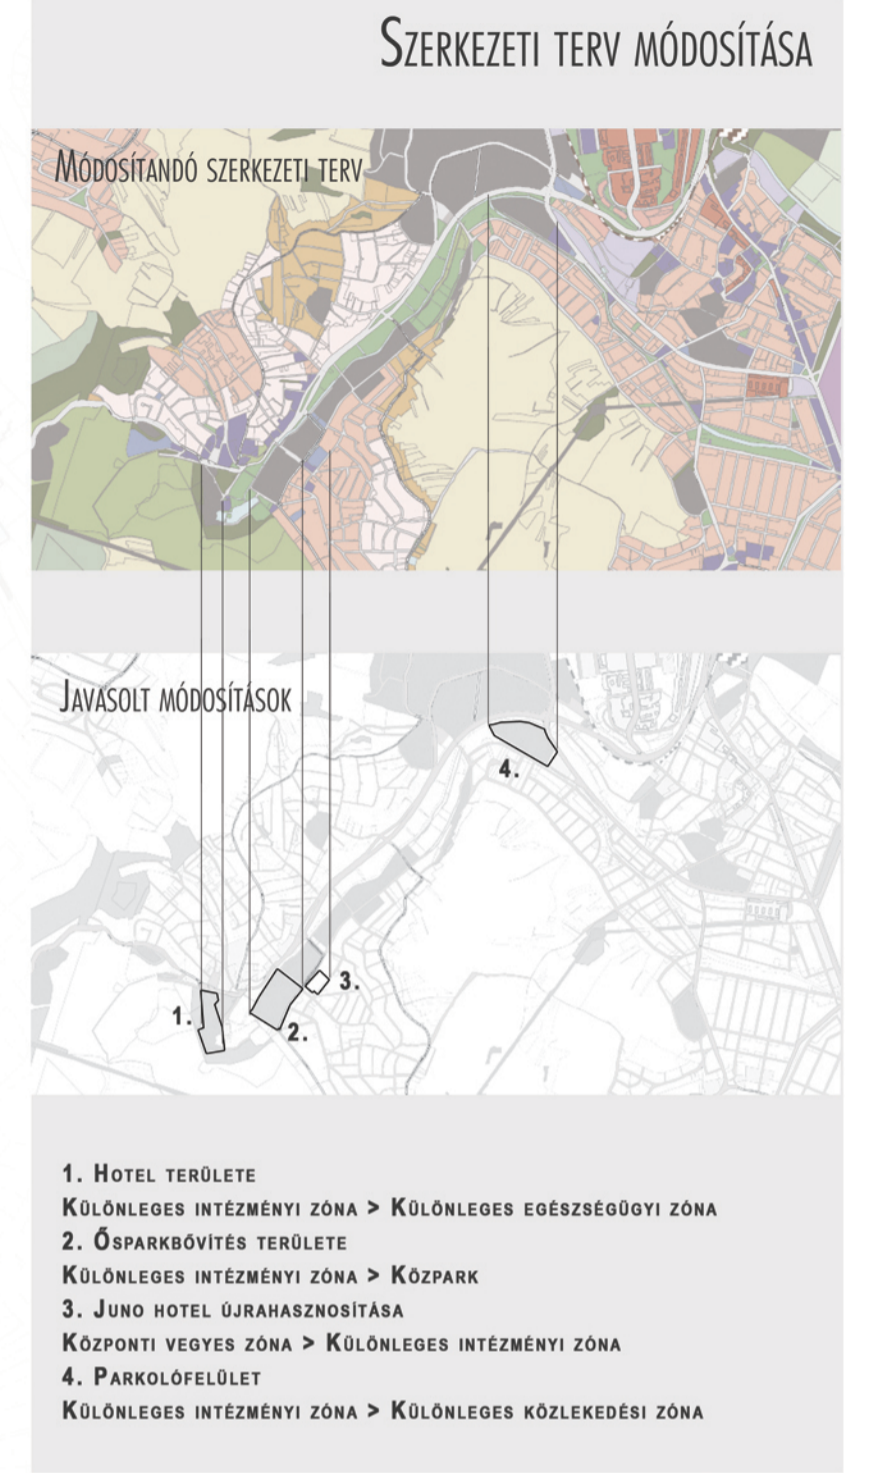 Szerkezeti terv módosítása
Módosítandó szerkezeti terv
Javasolt módosítások
4.
3.
1.
2.
1. Hotel területe
Különleges intézményi zóna > Különleges egészségügyi zóna
2. Ősparkbővítés területe
Különleges intézményi zóna > Közpark
3. Juno hotel újrahasznosítása
Központi vegyes zóna > Különleges intézményi zóna
4. Parkolófelület
Különleges intézményi zóna > Különleges közlekedési zóna